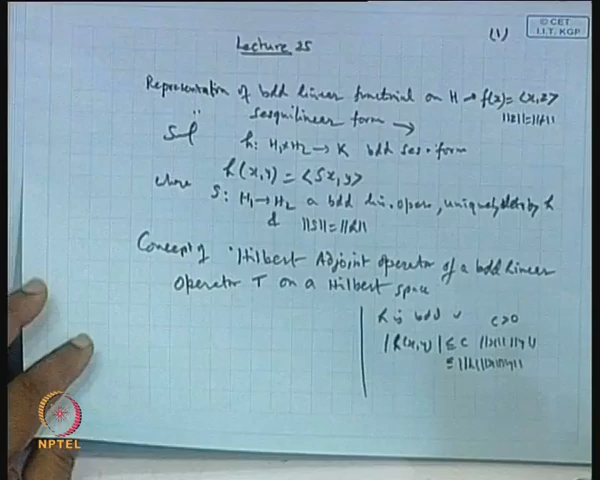 © CET
I.I.T. KGP
(1)
Lecture 25
Representation of bdd linear functional on H → f(x) = <x,z>
||z|| = ||f||
" Sesquilinear form →
h: H₁×H₂ → K bdd ses. form
h(x,y) = <Sx,y>
where S: H₁ → H₂ a bdd lin. oper, uniquely det by h
& ||S|| = ||h||
Concept of Hilbert Adjoint operator of a bdd linear
operator T on a Hilbert space
h is bdd c>0
|h(x,y)| ≤ c ||x|| ||y||
≤ ||h|| ||x|| ||y||
NPTEL